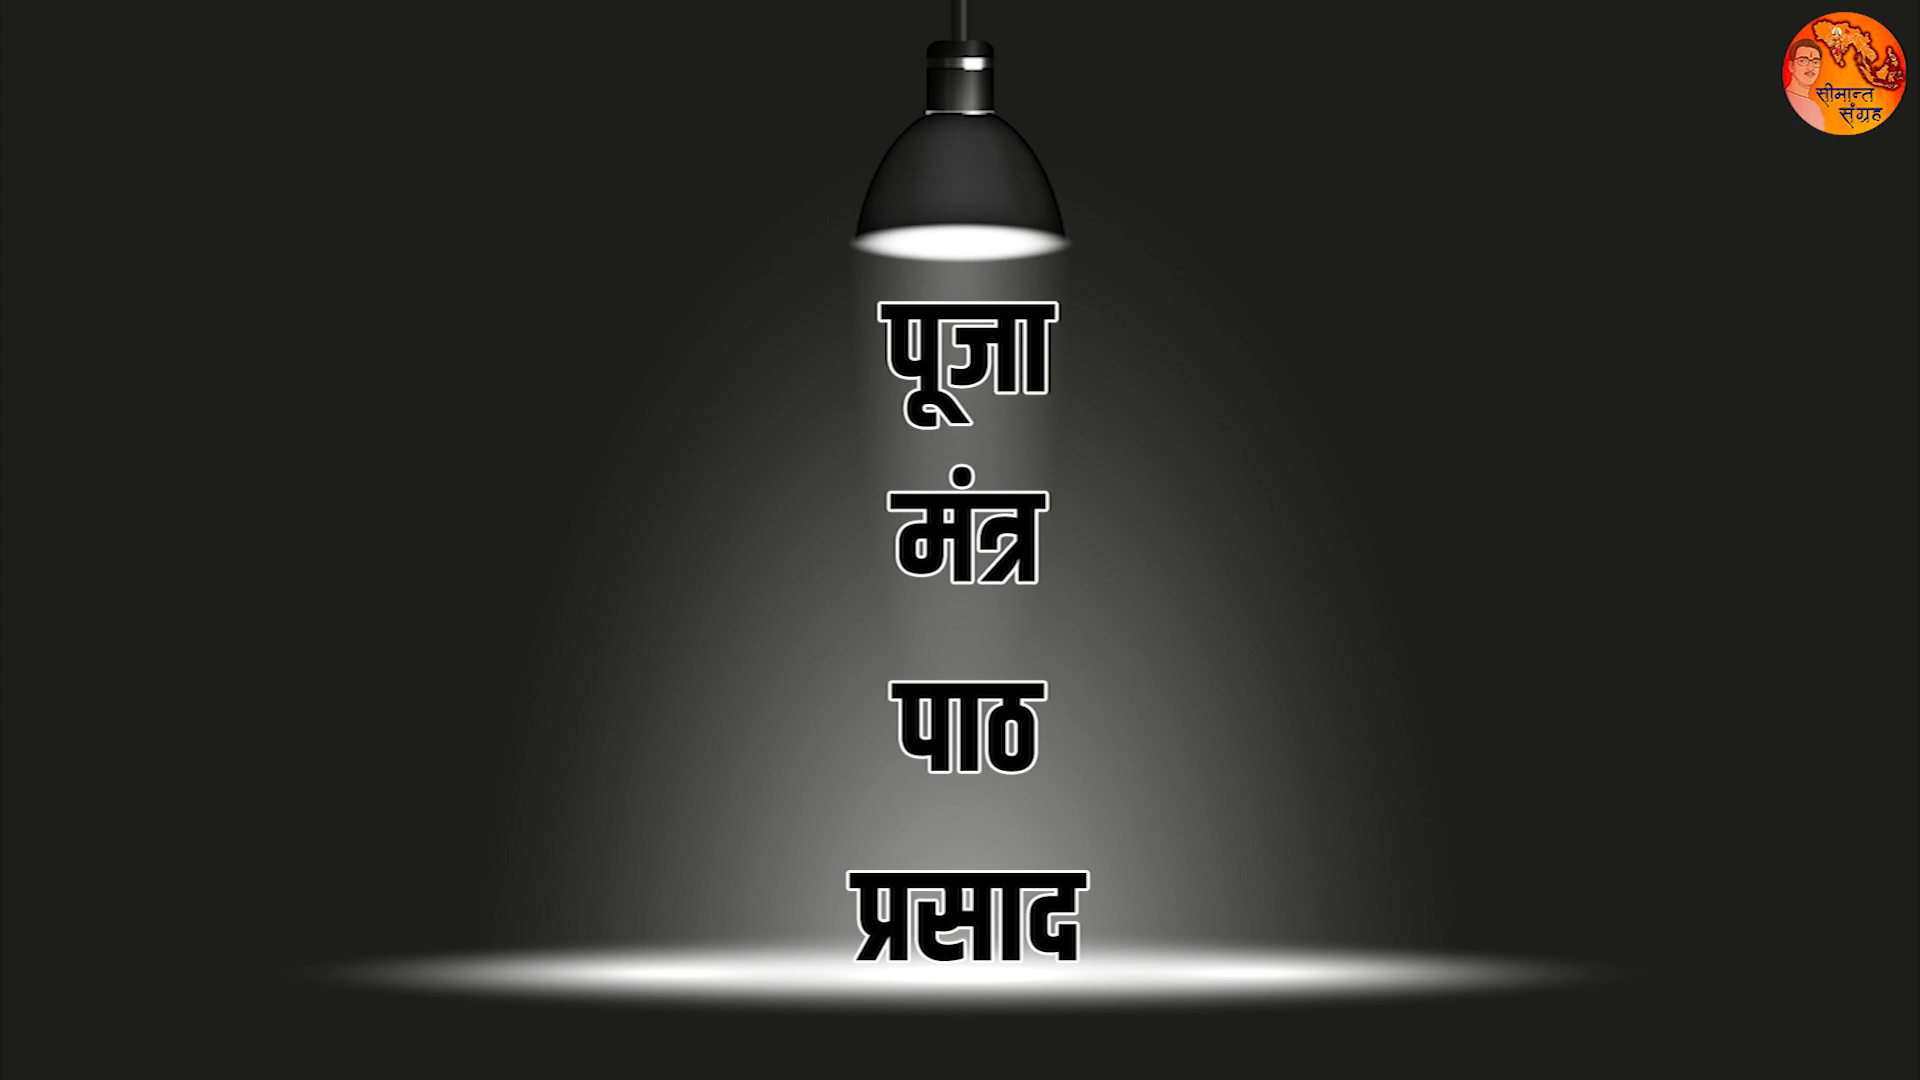 सीमान्त
संग्रह
पूजा
मंत्र
पाठ
प्रसाद